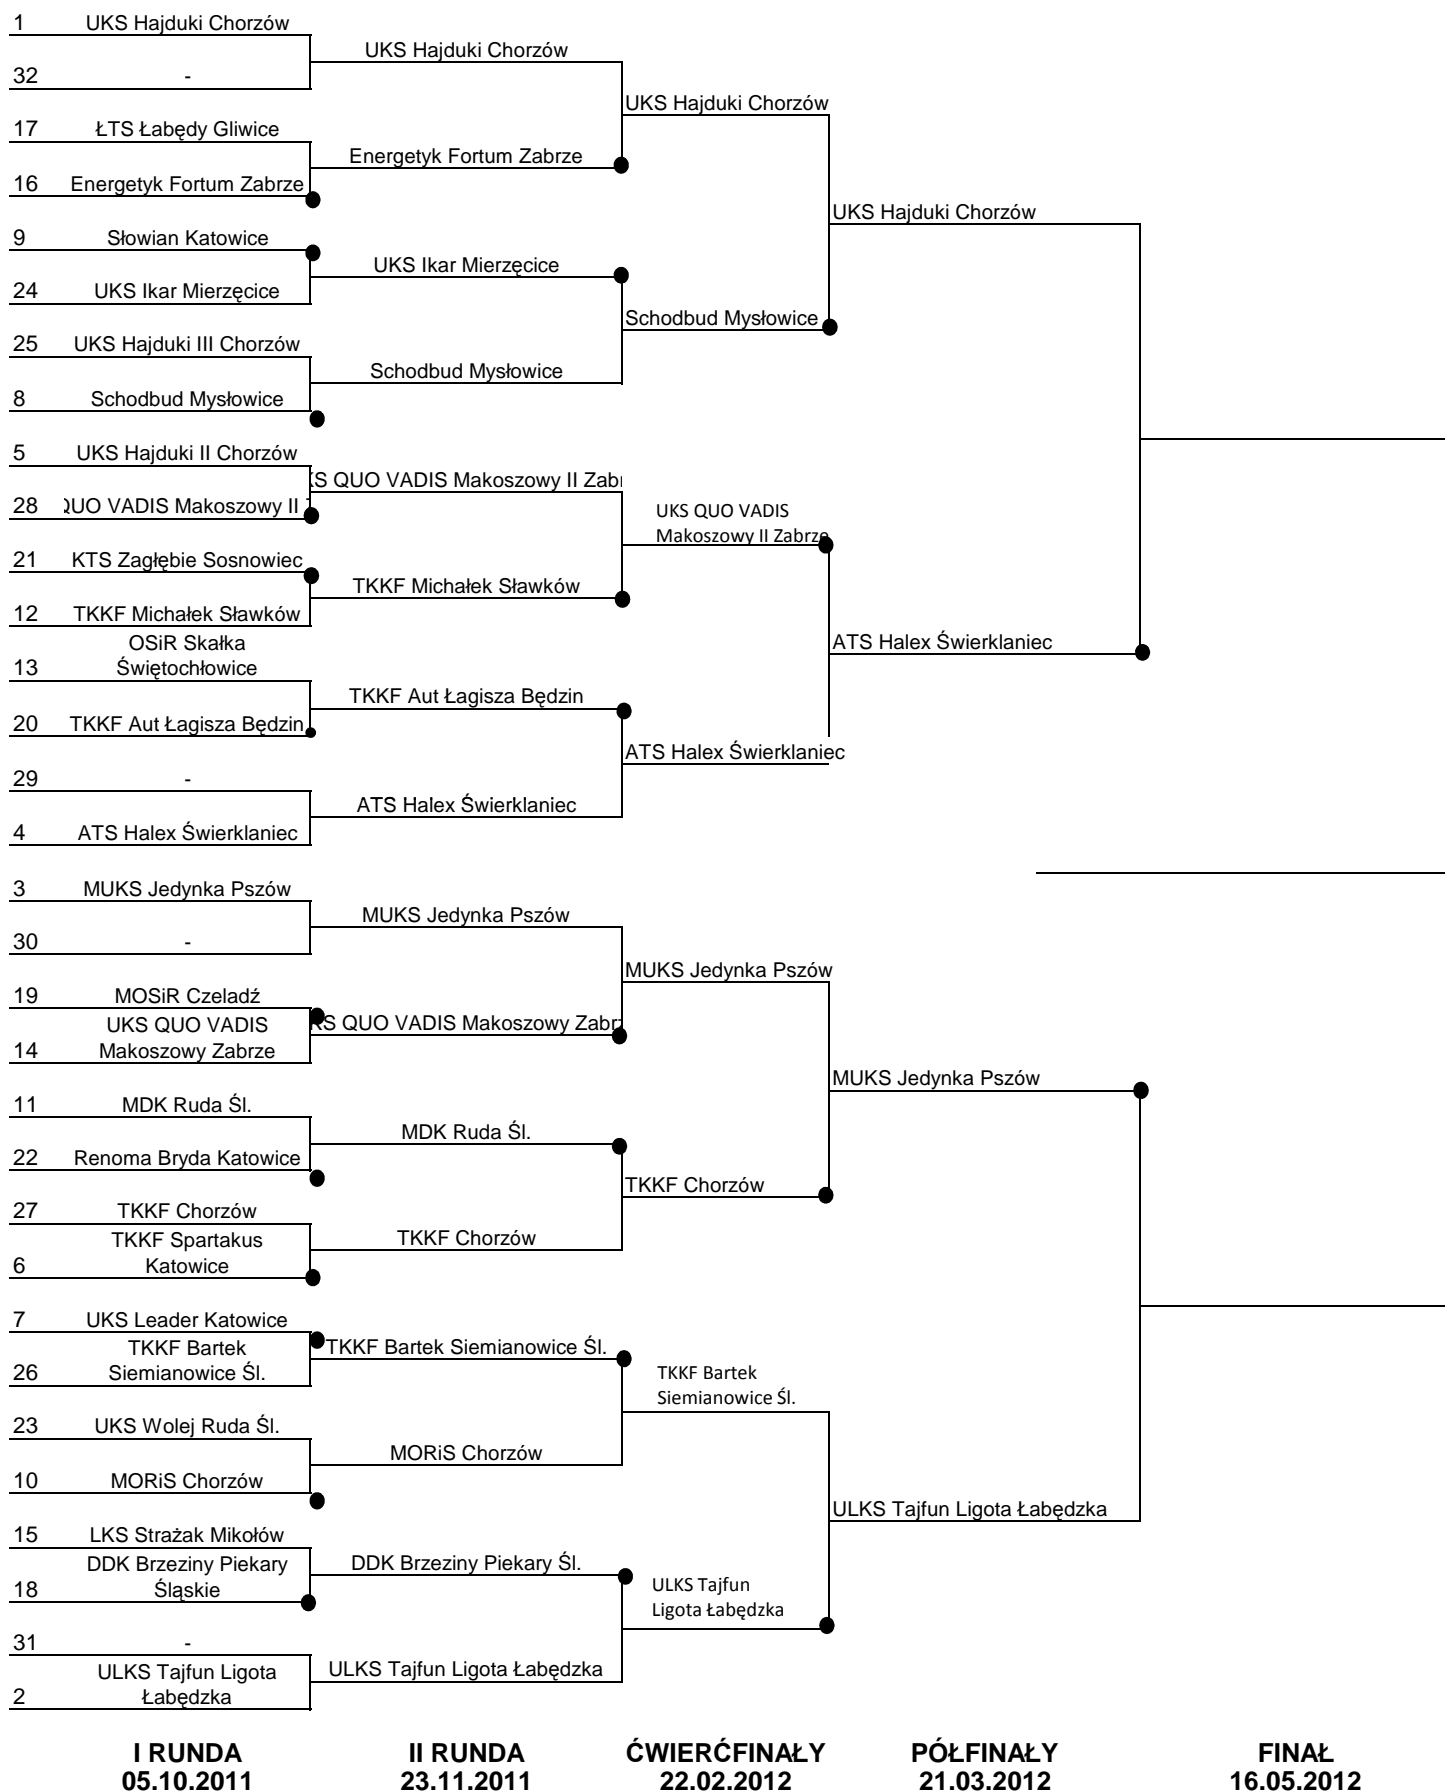 1 UKS Hajduki Chorzów
UKS Hajduki Chorzów
32 -
UKS Hajduki Chorzów
17 ŁTS Łabędy Gliwice
Energetyk Fortum Zabrze
16 Energetyk Fortum Zabrze
UKS Hajduki Chorzów
9 Słowian Katowice
UKS Ikar Mierzęcice
24 UKS Ikar Mierzęcice
Schodbud Mysłowice
25 UKS Hajduki III Chorzów
Schodbud Mysłowice
8 Schodbud Mysłowice
5 UKS Hajduki II Chorzów
QUO VADIS Makoszowy II
28 QUO VADIS Makoszowy II
UKS QUO VADIS
Makoszowy II Zabrze
21 KTS Zagłębie Sosnowiec
TKKF Michałek Sławków
12 TKKF Michałek Sławków
OSiR Skałka
13 Świętochłowice
ATS Halex Świerklaniec
TKKF Aut Łagisza Będzin
20 TKKF Aut Łagisza Będzin
ATS Halex Świerklaniec
29 -
ATS Halex Świerklaniec
4 ATS Halex Świerklaniec
3 MUKS Jedynka Pszów
MUKS Jedynka Pszów
30 -
MUKS Jedynka Pszów
19 MOSiR Czeladź
UKS QUO VADIS
QUO VADIS Makoszowy
14 Makoszowy Zabrze
MUKS Jedynka Pszów
11 MDK Ruda Śl.
MDK Ruda Śl.
22 Renoma Bryda Katowice
TKKF Chorzów
27 TKKF Chorzów
TKKF Spartakus
TKKF Chorzów
6 Katowice
7 UKS Leader Katowice
TKKF Bartek
TKKF Bartek Siemianowice Śl.
26 Siemianowice Śl.
TKKF Bartek
Siemianowice Śl.
23 UKS Wolej Ruda Śl.
MORiS Chorzów
10 MORiS Chorzów
ULKS Tajfun Ligota Łabędzka
15 LKS Strażak Mikołów
DDK Brzeziny Piekary
DDK Brzeziny Piekary Śl.
18 Śląskie
ULKS Tajfun
Ligota Łabędzka
31 -
ULKS Tajfun Ligota
ULKS Tajfun Ligota Łabędzka
2 Łabędzka
I RUNDA II RUNDA ĆWIERĆFINAŁY PÓŁFINAŁY FINAŁ
05.10.2011 23.11.2011 22.02.2012 21.03.2012 16.05.2012